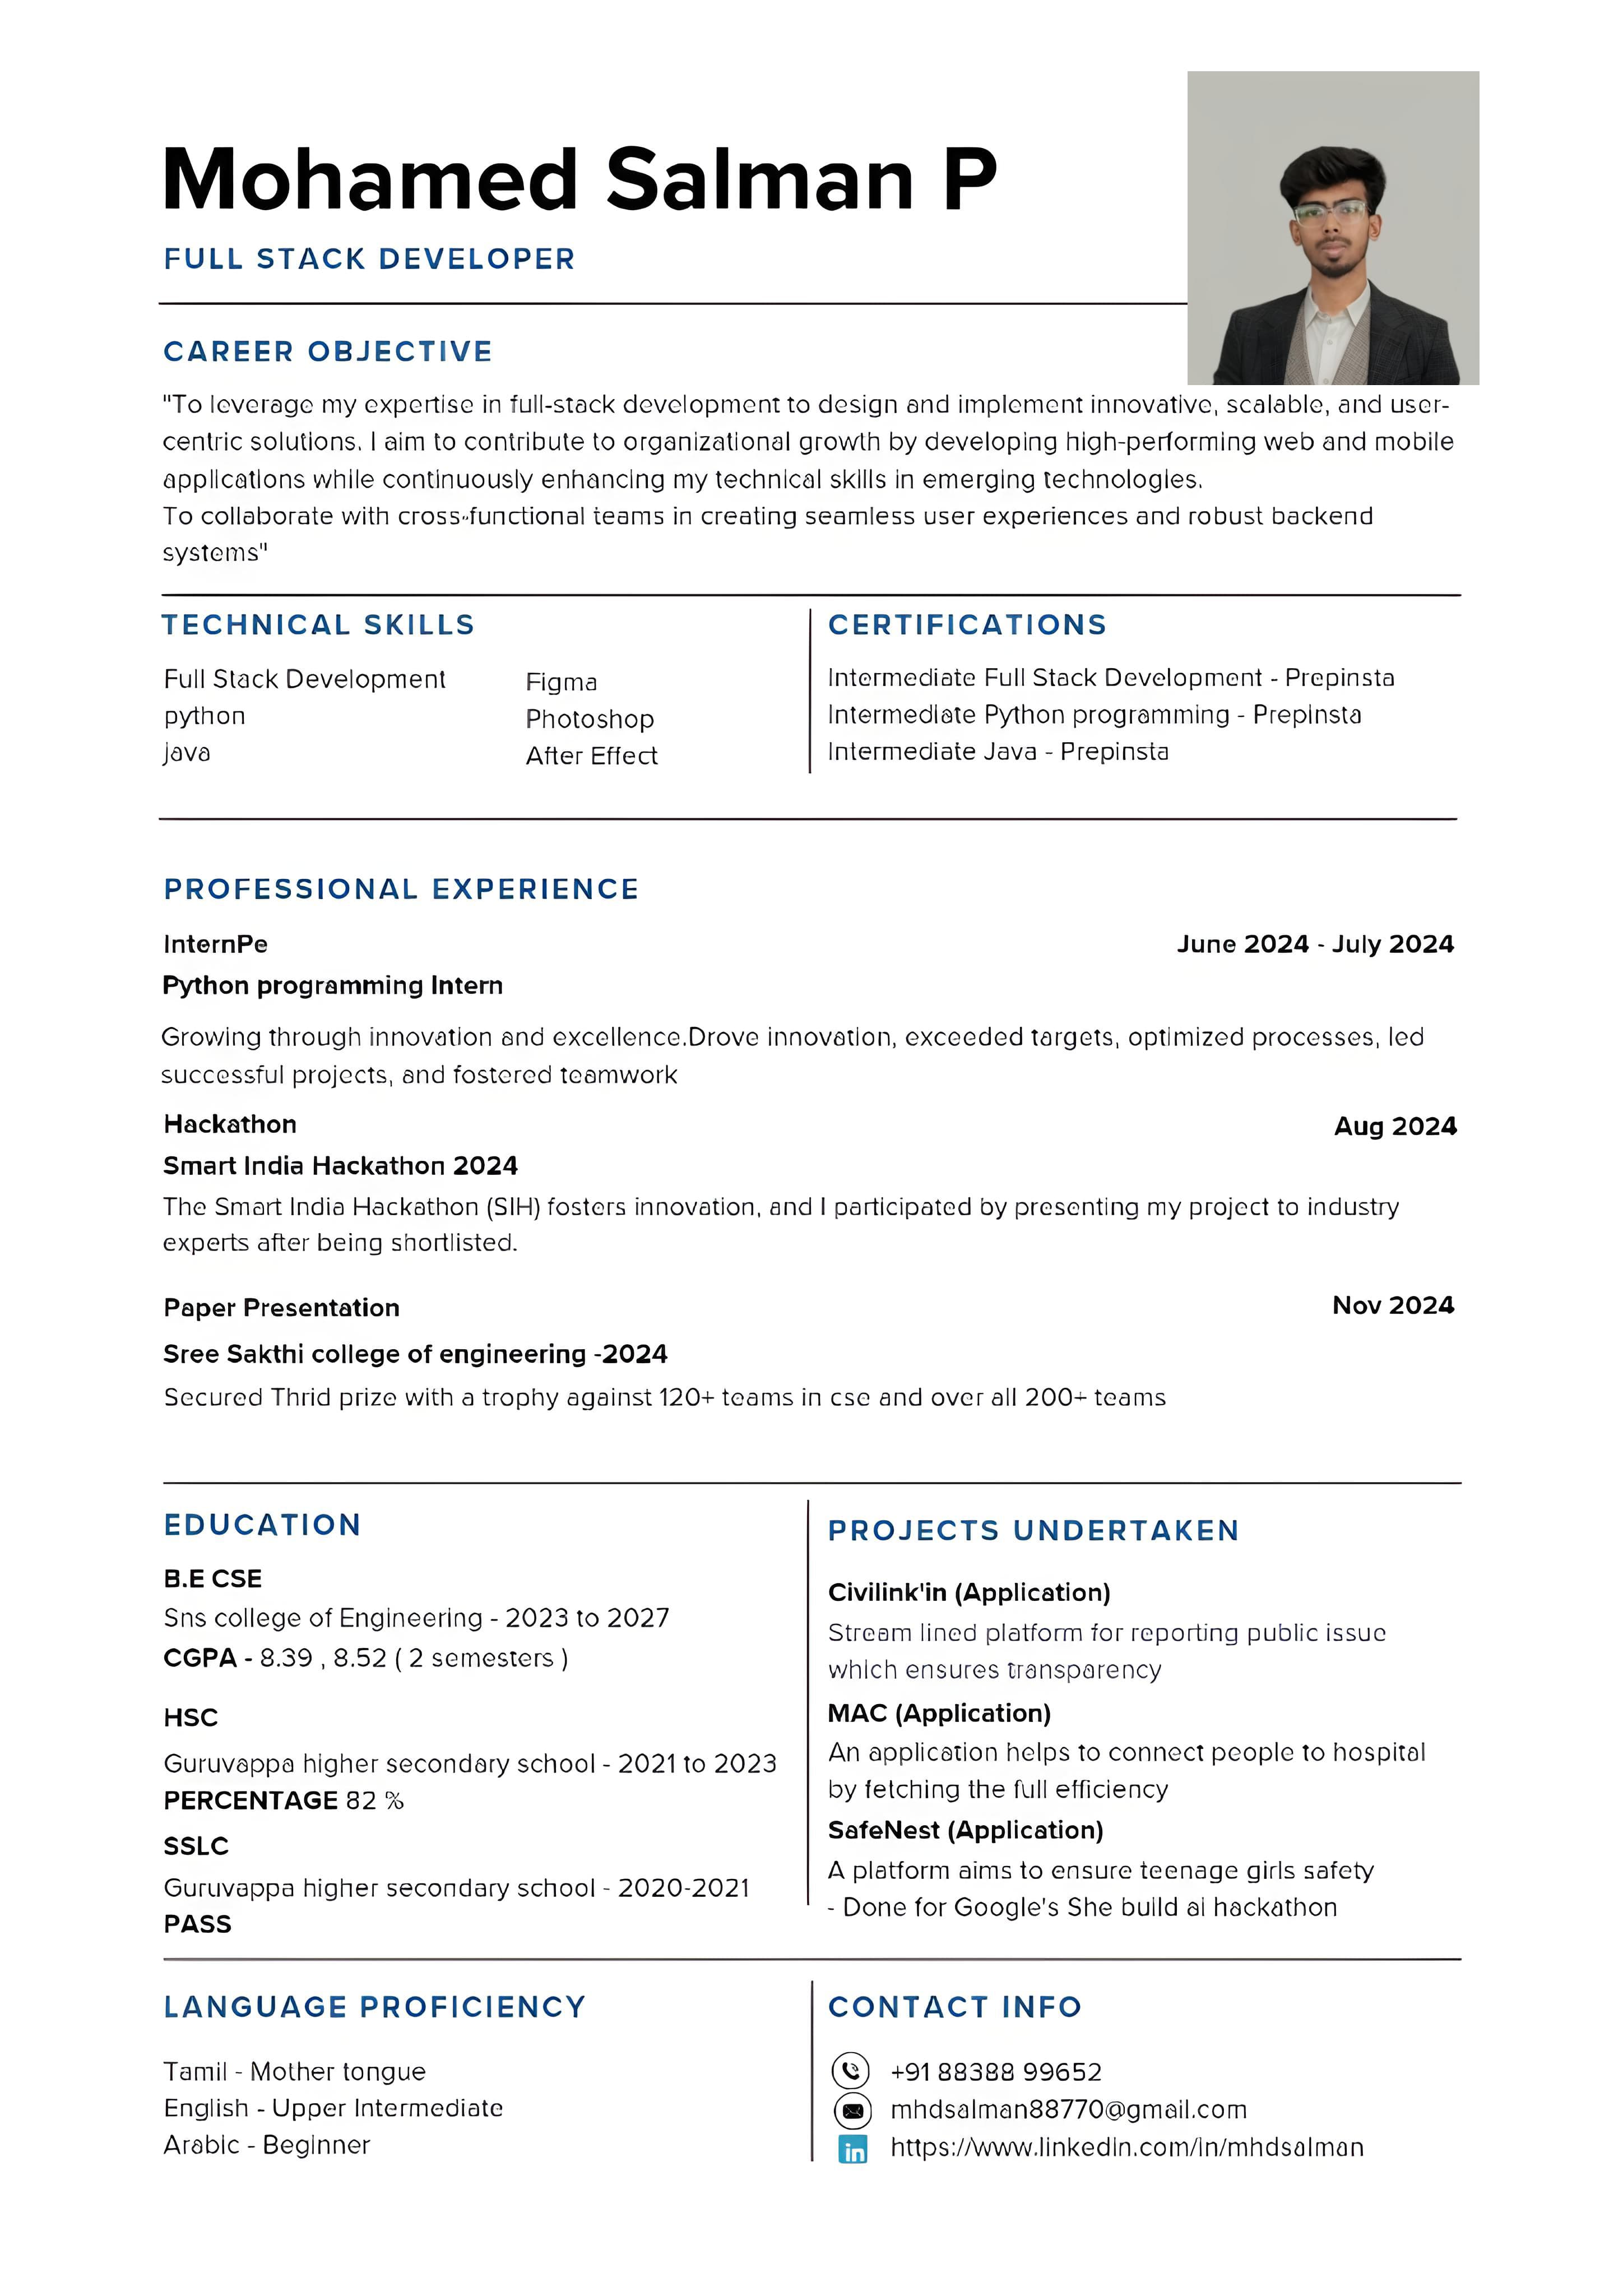 Mohamed Salman P
FULL STACK DEVELOPER
CAREER OBJECTIVE
"To leverage my expertise in full-stack development to design and implement innovative, scalable, and user-
centric solutions. I aim to contribute to organizational growth by developing high-performing web and mobile
applications while continuously enhancing my technical skills in emerging technologies.
To collaborate with cross-functional teams in creating seamless user experiences and robust backend
systems"
TECHNICAL SKILLS
Full Stack Development
python
java
Figma
Photoshop
After Effect
CERTIFICATIONS
Intermediate Full Stack Development - Prepinsta
Intermediate Python programming - Prepinsta
Intermediate Java - Prepinsta
PROFESSIONAL EXPERIENCE
InternPe
June 2024 - July 2024
Python programming Intern
Growing through innovation and excellence.Drove innovation, exceeded targets, optimized processes, led
successful projects, and fostered teamwork
Hackathon
Aug 2024
Smart India Hackathon 2024
The Smart India Hackathon (SIH) fosters innovation, and I participated by presenting my project to industry
experts after being shortlisted.
Paper Presentation
Nov 2024
Sree Sakthi college of engineering -2024
Secured Thrid prize with a trophy against 120+ teams in cse and over all 200+ teams
EDUCATION
B.E CSE
Sns college of Engineering - 2023 to 2027
CGPA - 8.39 , 8.52 ( 2 semesters )
HSC
Guruvappa higher secondary school - 2021 to 2023
PERCENTAGE 82 %
SSLC
Guruvappa higher secondary school - 2020-2021
PASS
PROJECTS UNDERTAKEN
Civilink'in (Application)
Stream lined platform for reporting public issue
which ensures transparency
MAC (Application)
An application helps to connect people to hospital
by fetching the full efficiency
SafeNest (Application)
A platform aims to ensure teenage girls safety
- Done for Google's She build ai hackathon
LANGUAGE PROFICIENCY
Tamil - Mother tongue
English - Upper Intermediate
Arabic - Beginner
CONTACT INFO
+91 88388 99652
mhdsalman88770@gmail.com
in https://www.linkedin.com/in/mhdsalman